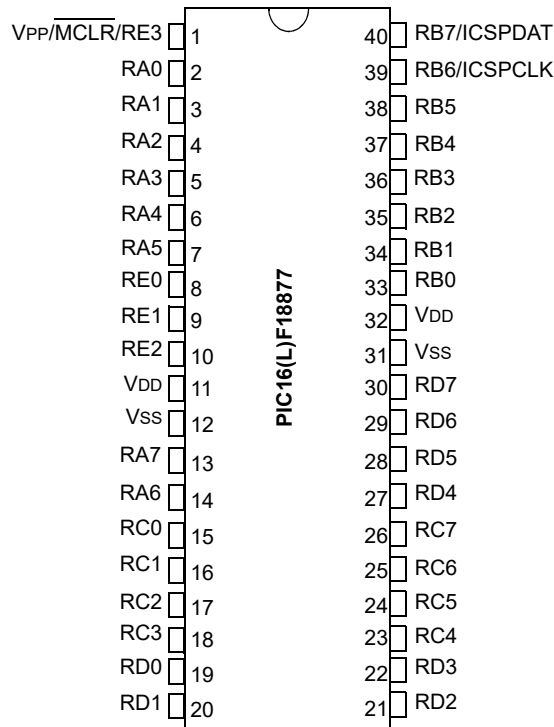 VPP/MCLR/RE3 1 40 RB7/ICSPDAT
RA0 2 39 RB6/ICSPCLK
RA1 3 38 RB5
RA2 4 37 RB4
RA3 5 36 RB3
RA4 6 35 RB2
RA5 7 34 RB1
RE0 8 33 RB0
RE1 9 32 VDD
RE2 10 31 VSS
VDD 11 30 RD7
VSS 12 29 RD6
RA7 13 28 RD5
RA6 14 27 RD4
RC0 15 26 RC7
RC1 16 25 RC6
RC2 17 24 RC5
RC3 18 23 RC4
RD0 19 22 RD3
RD1 20 21 RD2
PIC16(L)F18877